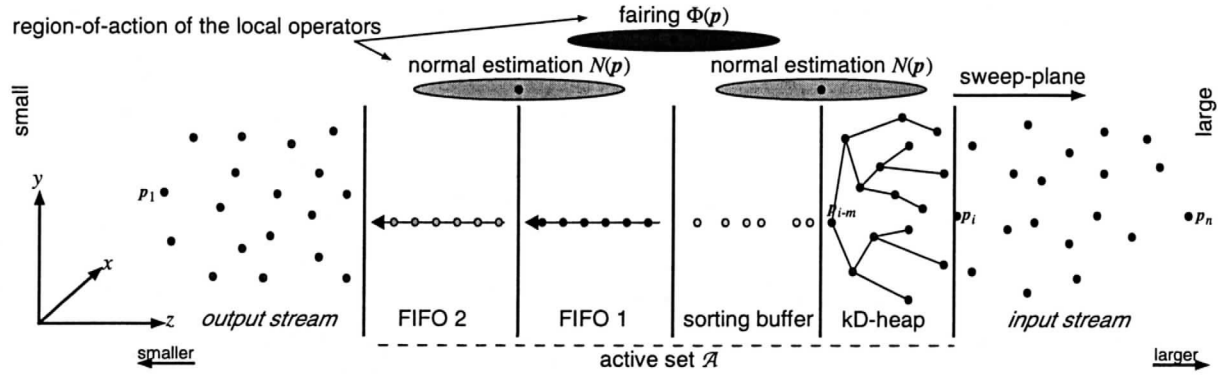 fairing Φ(p)
region-of-action of the local operators
normal estimation N(p)
normal estimation N(p)
sweep-plane
small
large
y
p1
x
z
pi-m
pi
pn
output stream
FIFO 2
FIFO 1
sorting buffer
kD-heap
input stream
smaller
active set 𝒜
larger